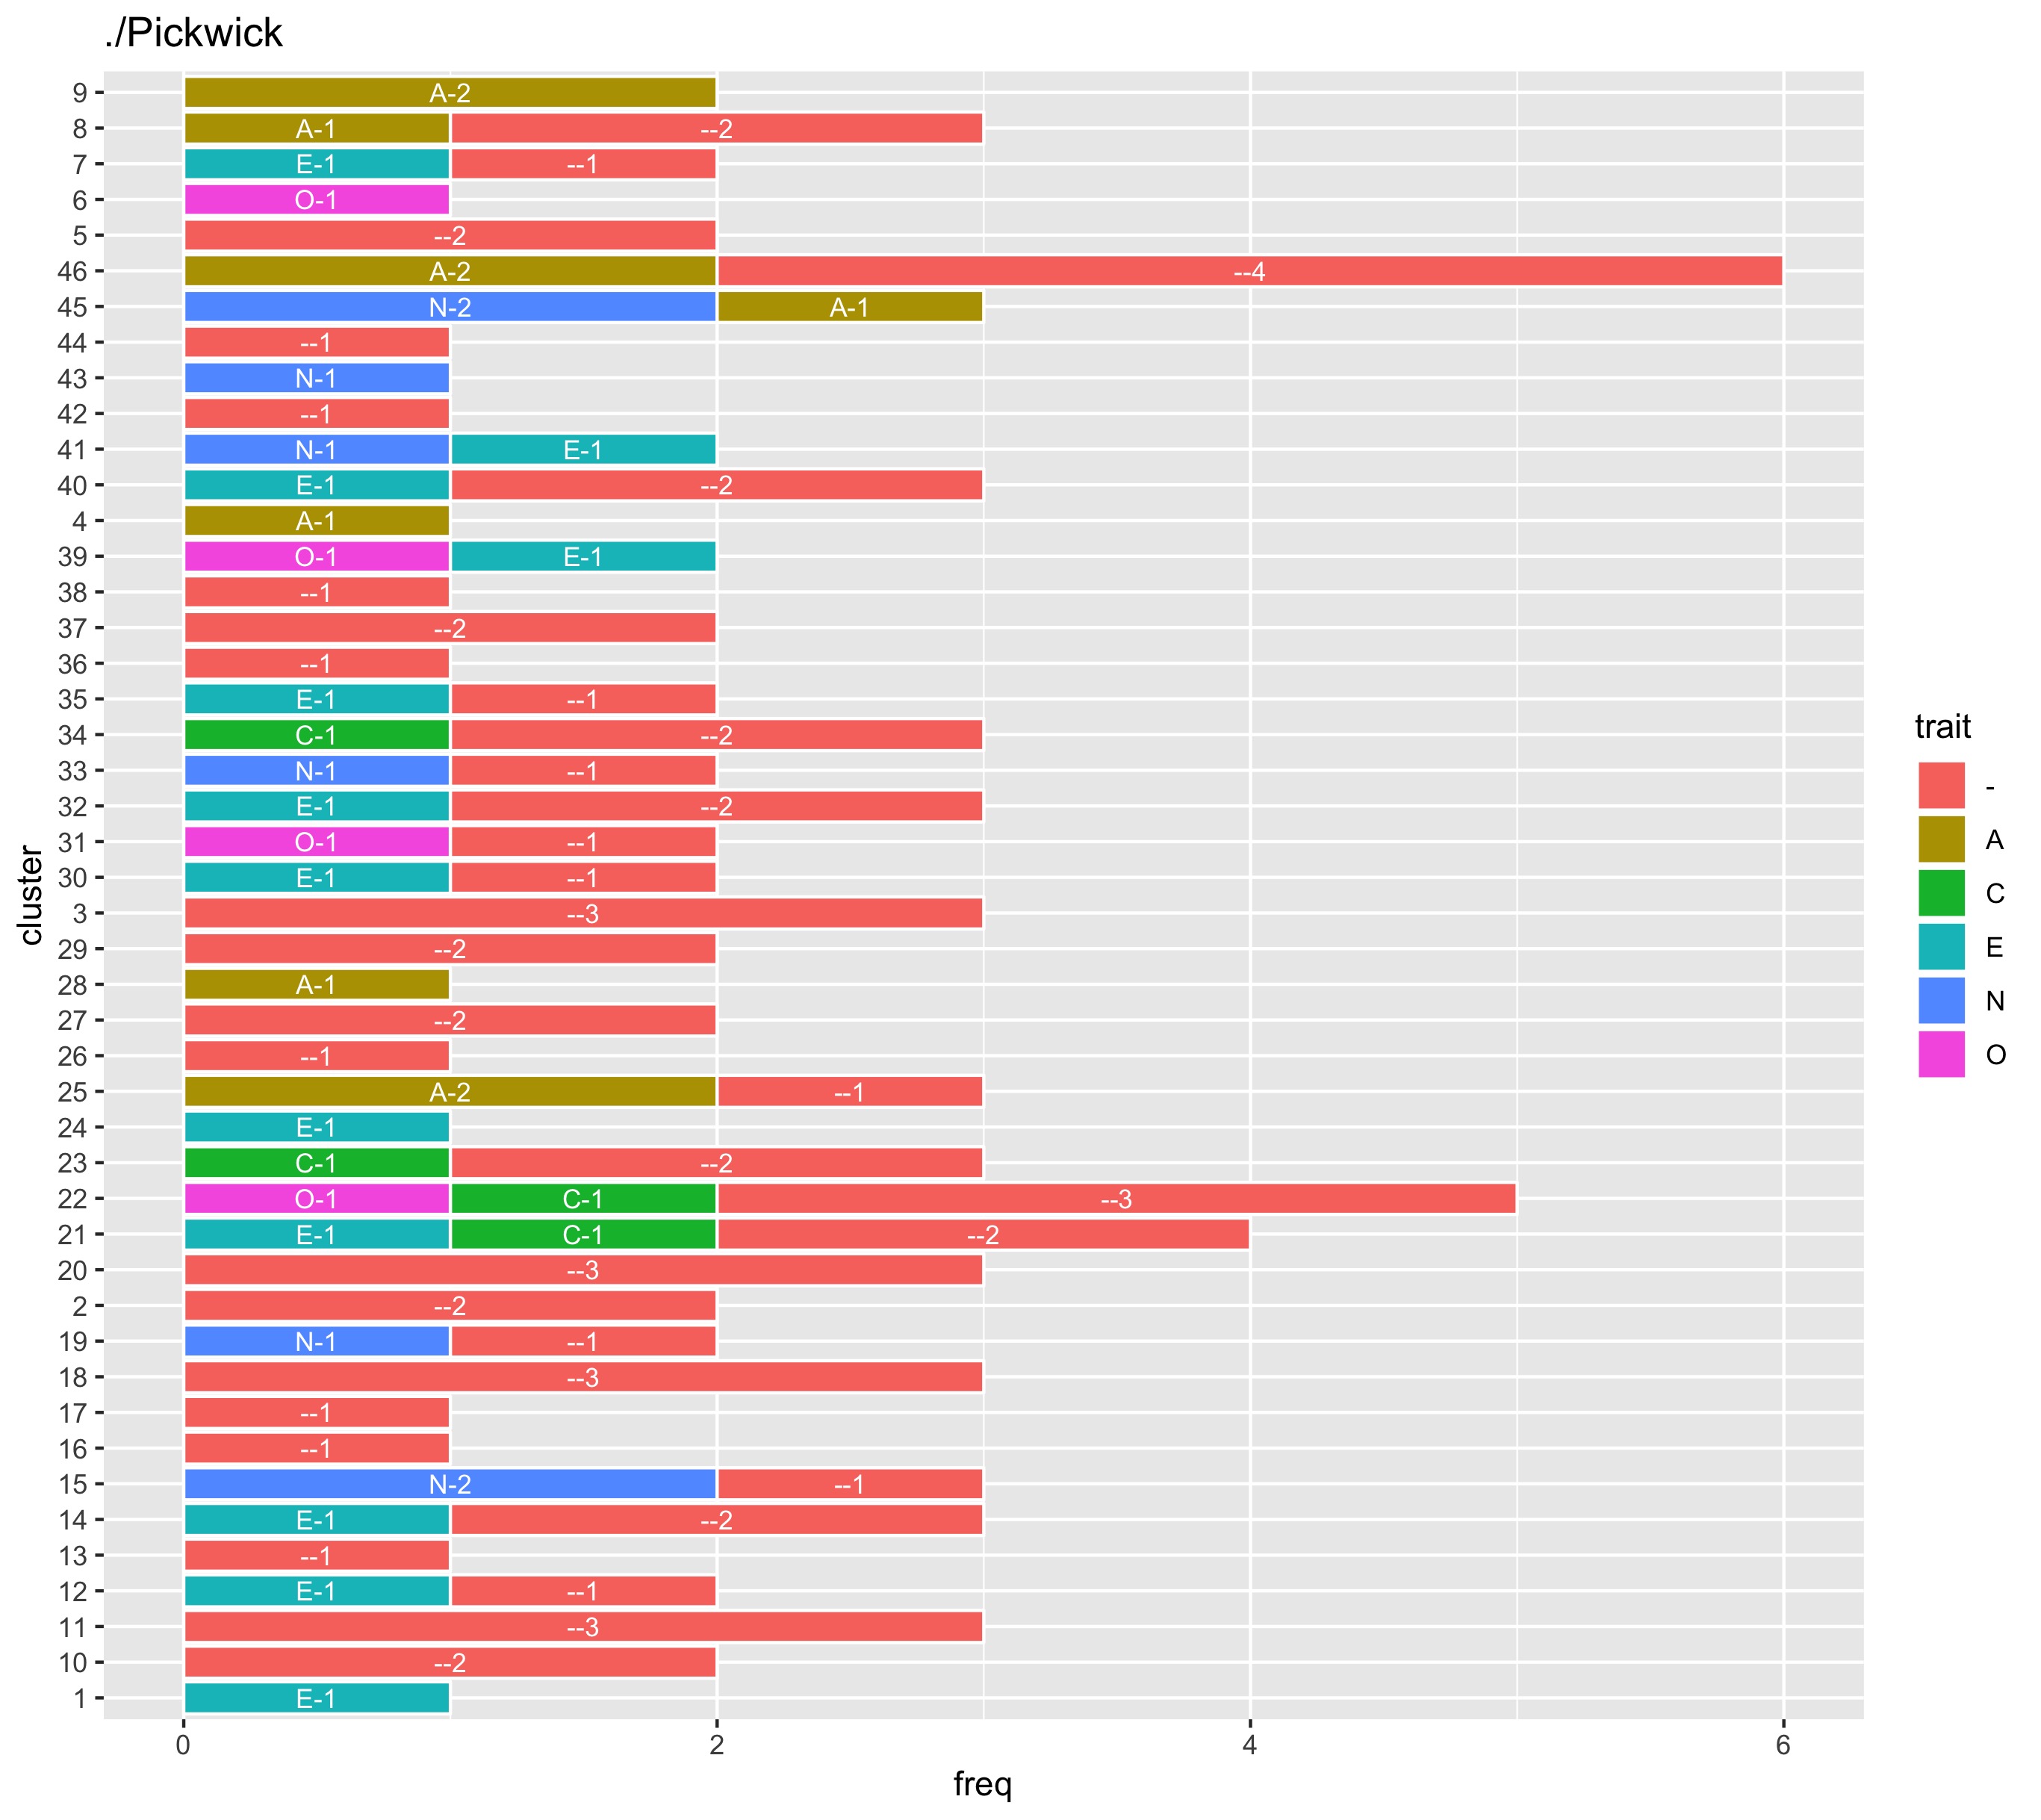 ./Pickwick
9 A-2
8 A-1 --2
7 E-1 --1
6 O-1
5 --2
46 A-2 --4
45 N-2 A-1
44 --1
43 N-1
42 --1
41 N-1 E-1
40 E-1 --2
4 A-1
39 O-1 E-1
38 --1
37 --2
36 --1
35 E-1 --1
34 C-1 --2
33 N-1 --1
32 E-1 --2
31 O-1 --1
30 E-1 --1
3 --3
29 --2
28 A-1
27 --2
26 --1
25 A-2 --1
24 E-1
23 C-1 --2
22 O-1 C-1 --3
21 E-1 C-1 --2
20 --3
2 --2
19 N-1 --1
18 --3
17 --1
16 --1
15 N-2 --1
14 E-1 --2
13 --1
12 E-1 --1
11 --3
10 --2
1 E-1
0 2 4 6
freq
cluster
trait
-
A
C
E
N
O